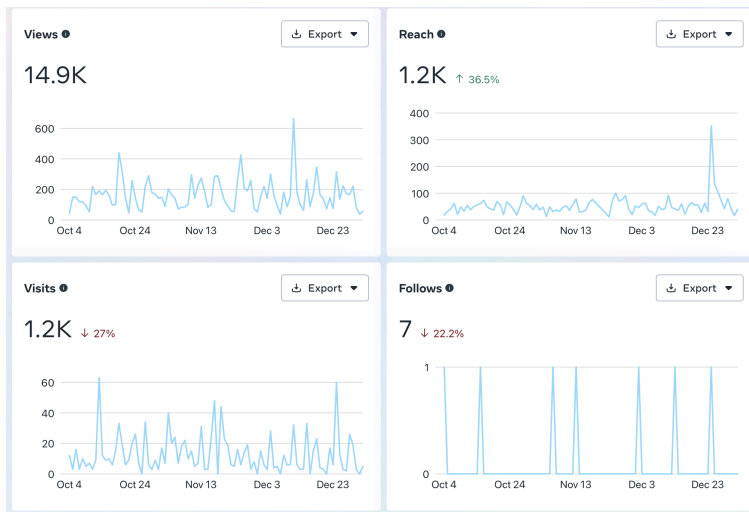 Views
Export
14.9K
600
400
200
0
Oct 4 Oct 24 Nov 13 Dec 3 Dec 23
Reach
Export
1.2K ↑ 36.5%
400
300
200
100
0
Oct 4 Oct 24 Nov 13 Dec 3 Dec 23
Visits
Export
1.2K ↓ 27%
60
40
20
0
Oct 4 Oct 24 Nov 13 Dec 3 Dec 23
Follows
Export
7 ↓ 22.2%
1
0
Oct 4 Oct 24 Nov 13 Dec 3 Dec 23